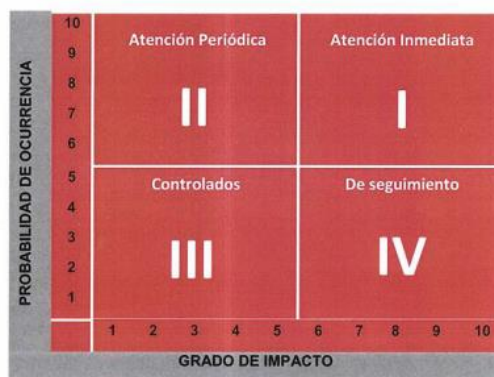 PROBABILIDAD DE OCURRENCIA
10
9
8
7
6
5
4
3
2
1
Atención Periódica
II
Atención Inmediata
I
Controlados
III
De seguimiento
IV
1 2 3 4 5 6 7 8 9 10
GRADO DE IMPACTO